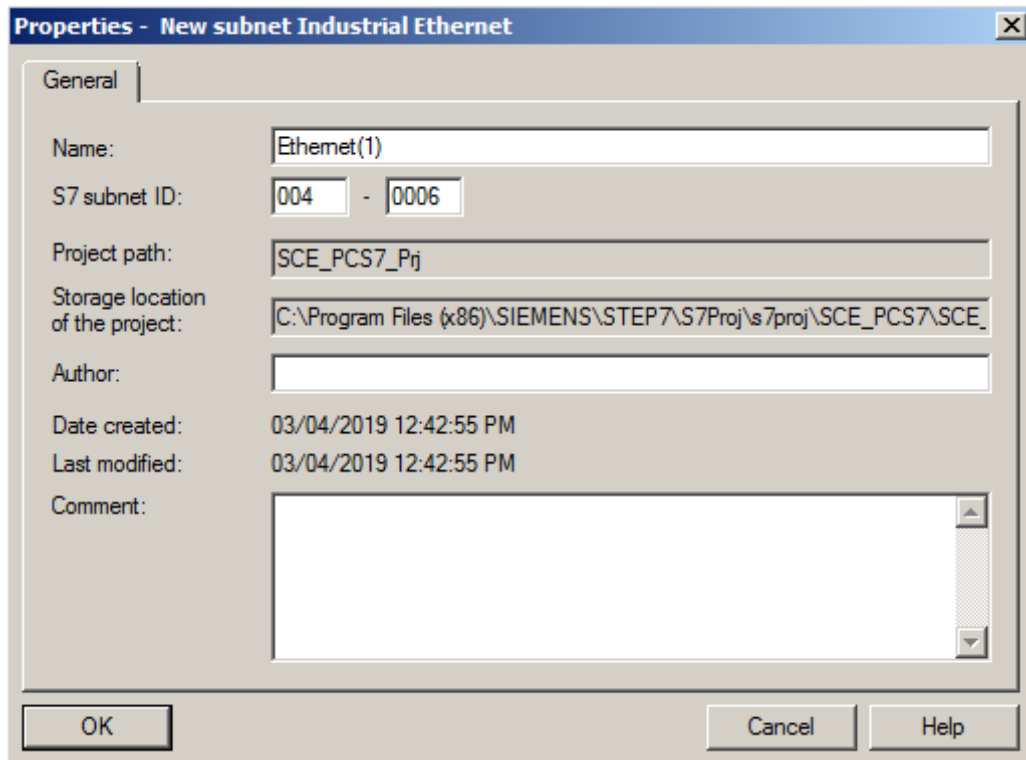 Properties - New subnet Industrial Ethernet
General
Name: Ethernet(1)
S7 subnet ID: 004 - 0006
Project path: SCE_PCS7_Prj
Storage location
of the project: C:\Program Files (x86)\SIEMENS\STEP7\S7Proj\s7proj\SCE_PCS7\SCE_
Author:
Date created: 03/04/2019 12:42:55 PM
Last modified: 03/04/2019 12:42:55 PM
Comment:
OK Cancel Help